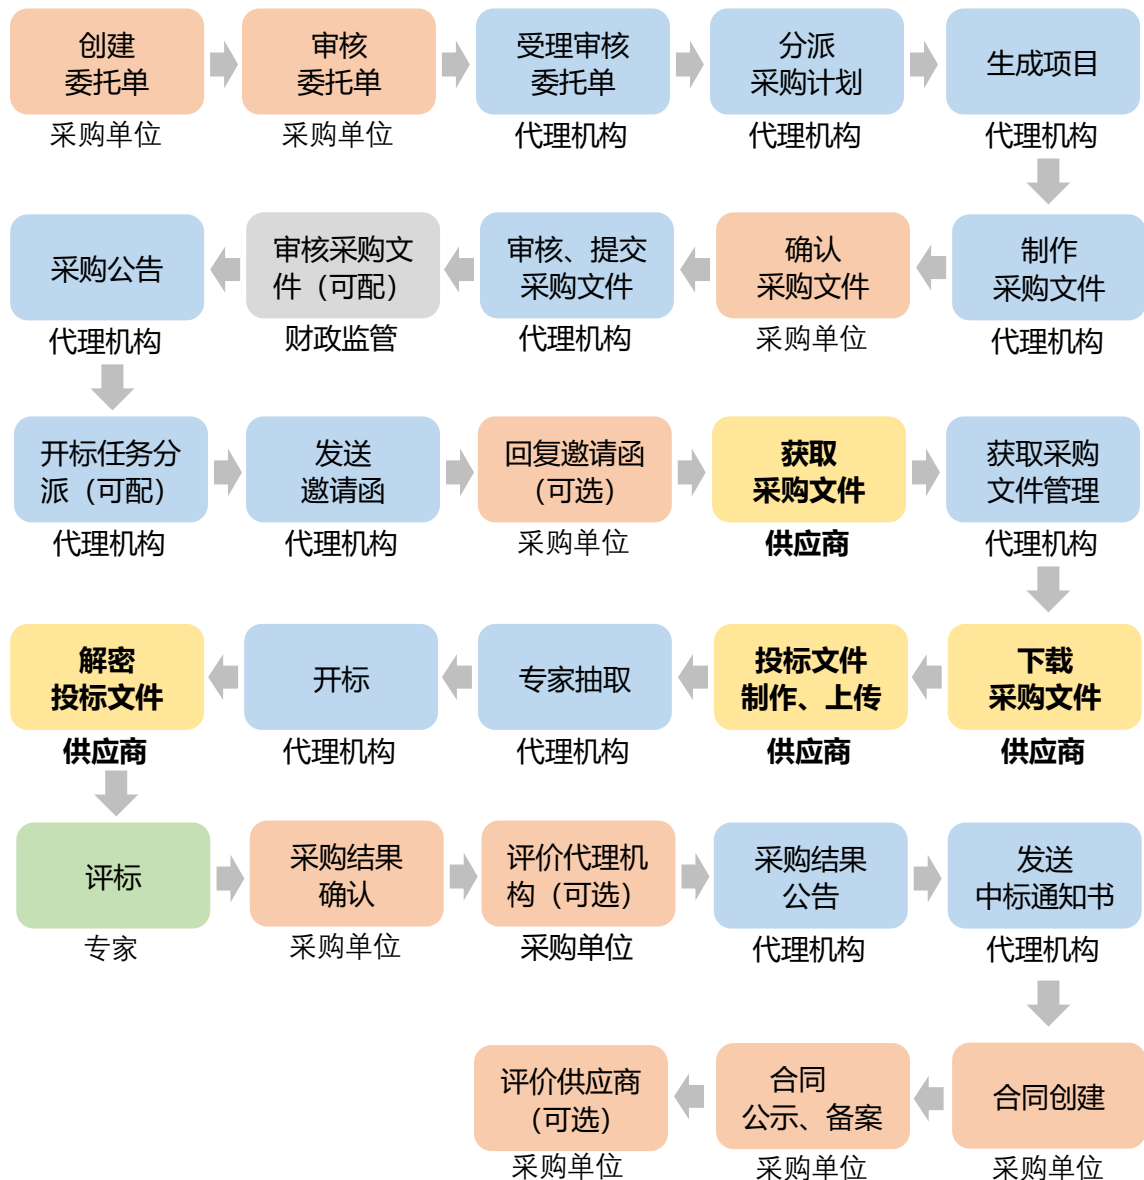 创建
委托单
采购单位
审核
委托单
采购单位
受理审核
委托单
代理机构
分派
采购计划
代理机构
生成项目
代理机构
制作
采购文件
代理机构
确认
采购文件
采购单位
审核、提交
采购文件
代理机构
审核采购文
件（可配）
财政监管
采购公告
代理机构
开标任务分
派（可配）
代理机构
发送
邀请函
代理机构
回复邀请函
(可选)
采购单位
获取
采购文件
供应商
获取采购
文件管理
代理机构
下载
采购文件
供应商
投标文件
制作、上传
供应商
专家抽取
代理机构
开标
代理机构
解密
投标文件
供应商
评标
专家
采购结果
确认
采购单位
评价代理机
构（可选）
采购单位
采购结果
公告
代理机构
发送
中标通知书
代理机构
合同创建
采购单位
合同
公示、备案
采购单位
评价供应商
(可选)
采购单位